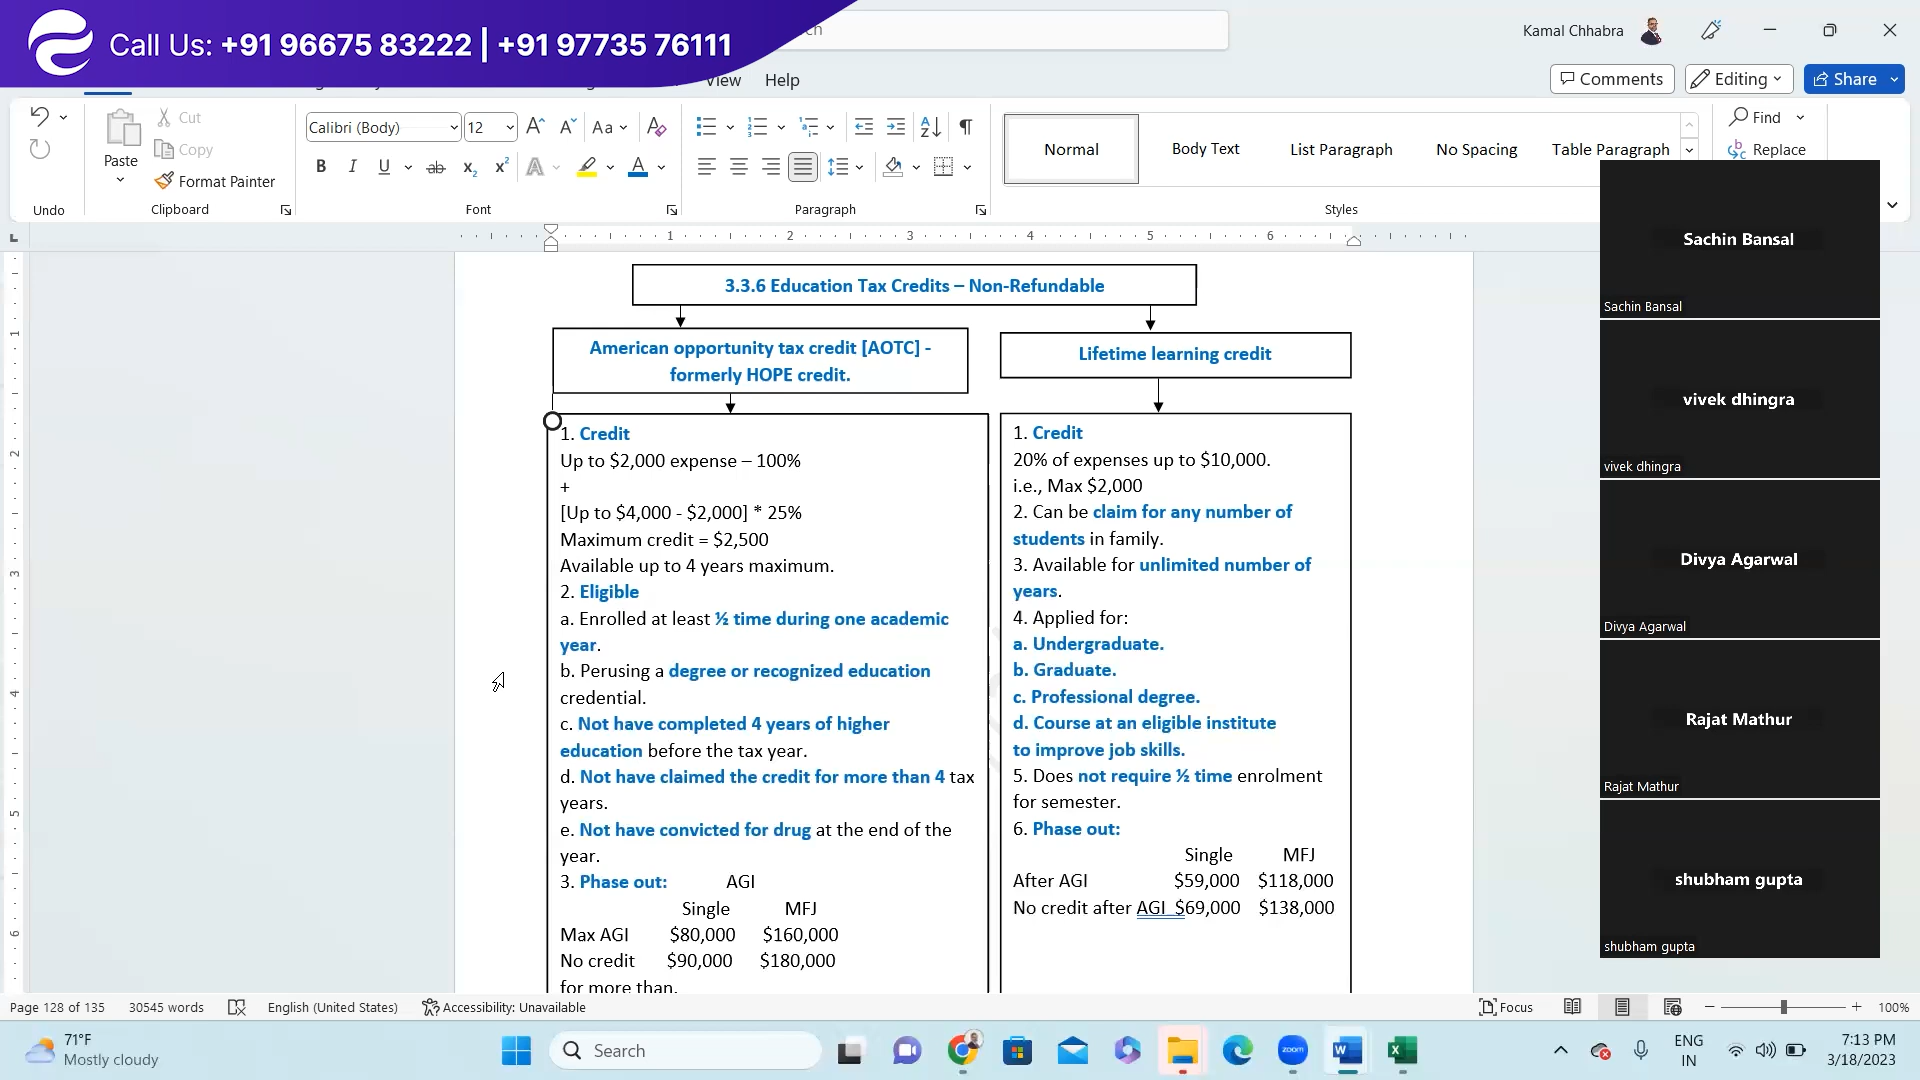 Call Us: +91 96675 83222 | +91 97735 76111
ch
Kamal Chhabra
View
Help
Comments
Editing
Share
Cut
Copy
Paste
Format Painter
Calibri (Body)
12
Normal
Body Text
List Paragraph
No Spacing
Table Paragraph
Find
Replace
Undo
Clipboard
Font
Paragraph
Styles
1 2 3 4 5 6
3.3.6 Education Tax Credits – Non-Refundable
American opportunity tax credit [AOTC] -
formerly HOPE credit.
1. Credit
Up to $2,000 expense – 100%
+
[Up to $4,000 - $2,000] * 25%
Maximum credit = $2,500
Available up to 4 years maximum.
2. Eligible
a. Enrolled at least ½ time during one academic
year.
b. Perusing a degree or recognized education
credential.
c. Not have completed 4 years of higher
education before the tax year.
d. Not have claimed the credit for more than 4 tax
years.
e. Not have convicted for drug at the end of the
year.
3. Phase out: AGI
Single MFJ
Max AGI $80,000 $160,000
No credit $90,000 $180,000
for more than.
Lifetime learning credit
1. Credit
20% of expenses up to $10,000.
i.e., Max $2,000
2. Can be claim for any number of
students in family.
3. Available for unlimited number of
years.
4. Applied for:
a. Undergraduate.
b. Graduate.
c. Professional degree.
d. Course at an eligible institute
to improve job skills.
5. Does not require ½ time enrolment
for semester.
6. Phase out:
Single MFJ
After AGI $59,000 $118,000
No credit after AGI $69,000 $138,000
Sachin Bansal
Sachin Bansal
vivek dhingra
vivek dhingra
Divya Agarwal
Divya Agarwal
Rajat Mathur
Rajat Mathur
shubham gupta
shubham gupta
Page 128 of 135
30545 words
English (United States)
Accessibility: Unavailable
Focus
100%
71°F
Mostly cloudy
Search
zoom
ENG
IN
7:13 PM
3/18/2023